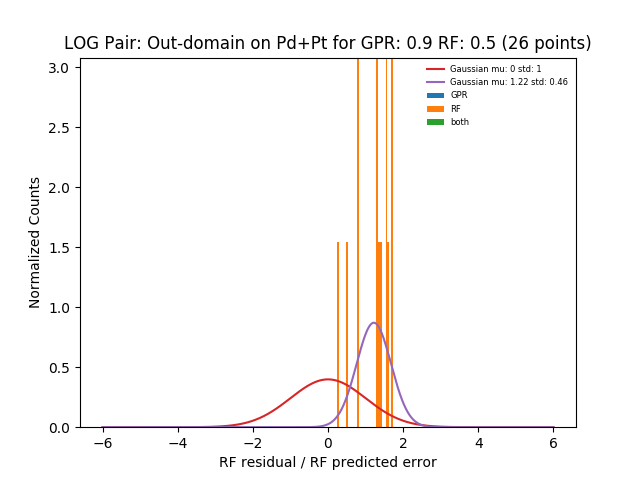 LOG Pair: Out-domain on Pd+Pt for GPR: 0.9 RF: 0.5 (26 points)
Gaussian mu: 0 std: 1
Gaussian mu: 1.22 std: 0.46
GPR
RF
both
Normalized Counts
3.0
2.5
2.0
1.5
1.0
0.5
0.0
−6 −4 −2 0 2 4 6
RF residual / RF predicted error